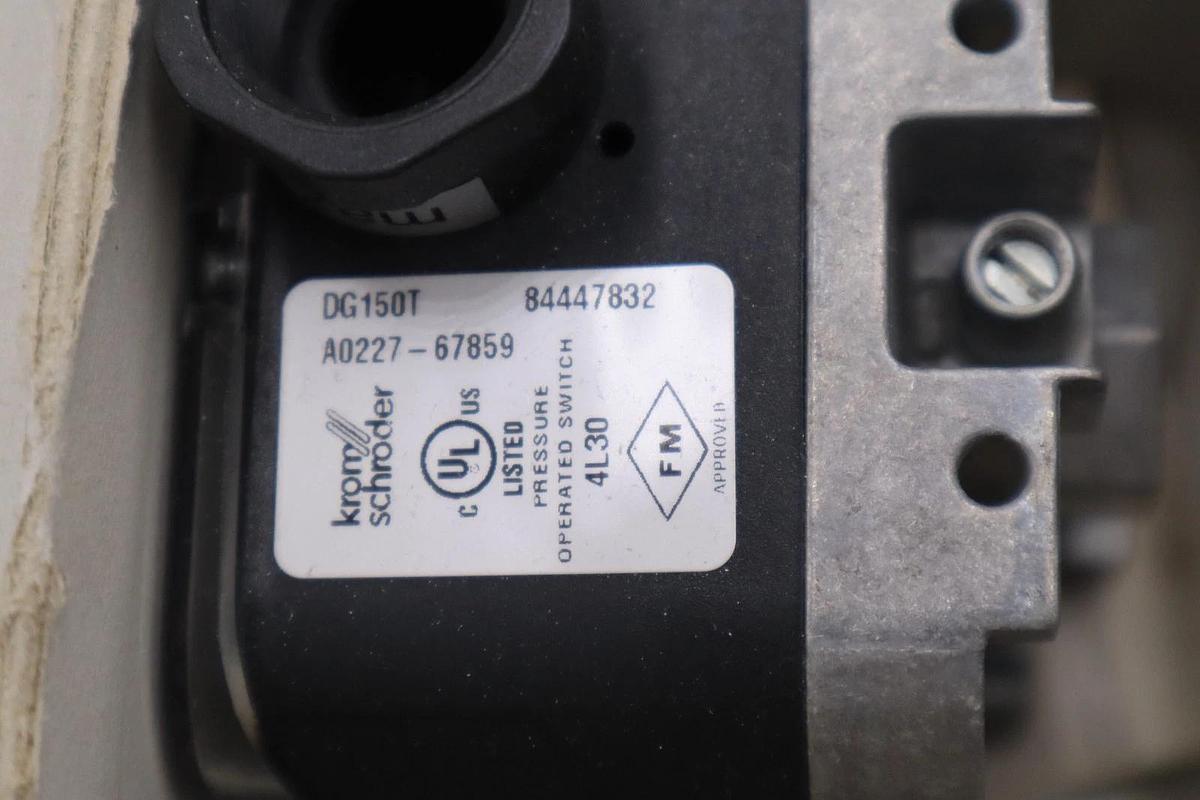 DG150T 84447832
A0227-67859
krom
schroder
C UL US
LISTED
PRESSURE
OPERATED SWITCH
4L30
FM
APPROVED